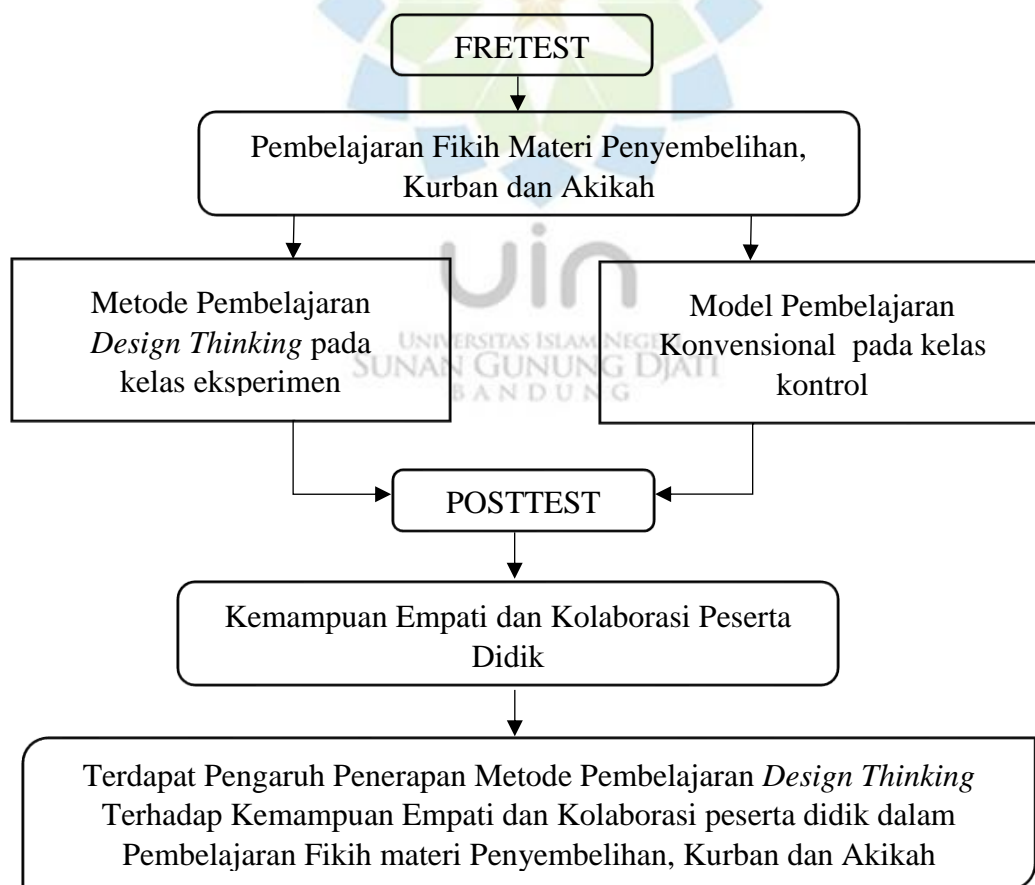 FRETEST
Pembelajaran Fikih Materi Penyembelihan,
Kurban dan Akikah
uin
UNIVERSITAS ISLAM NEGERI
SUNAN GUNUNG DJATI
BANDUNG
Metode Pembelajaran
Design Thinking pada
kelas eksperimen
Model Pembelajaran
Konvensional pada kelas
kontrol
POSTTEST
Kemampuan Empati dan Kolaborasi Peserta
Didik
Terdapat Pengaruh Penerapan Metode Pembelajaran Design Thinking
Terhadap Kemampuan Empati dan Kolaborasi peserta didik dalam
Pembelajaran Fikih materi Penyembelihan, Kurban dan Akikah